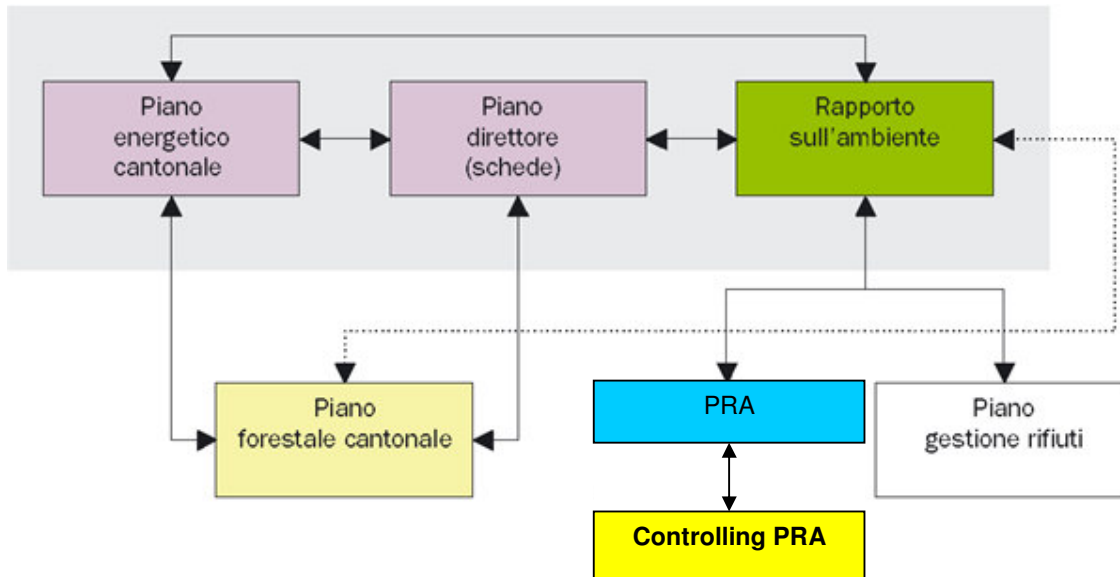 Piano
energetico
cantonale
Piano
direttore
(schede)
Rapporto
sull'ambiente
Piano
forestale cantonale
PRA
Piano
gestione rifiuti
Controlling PRA